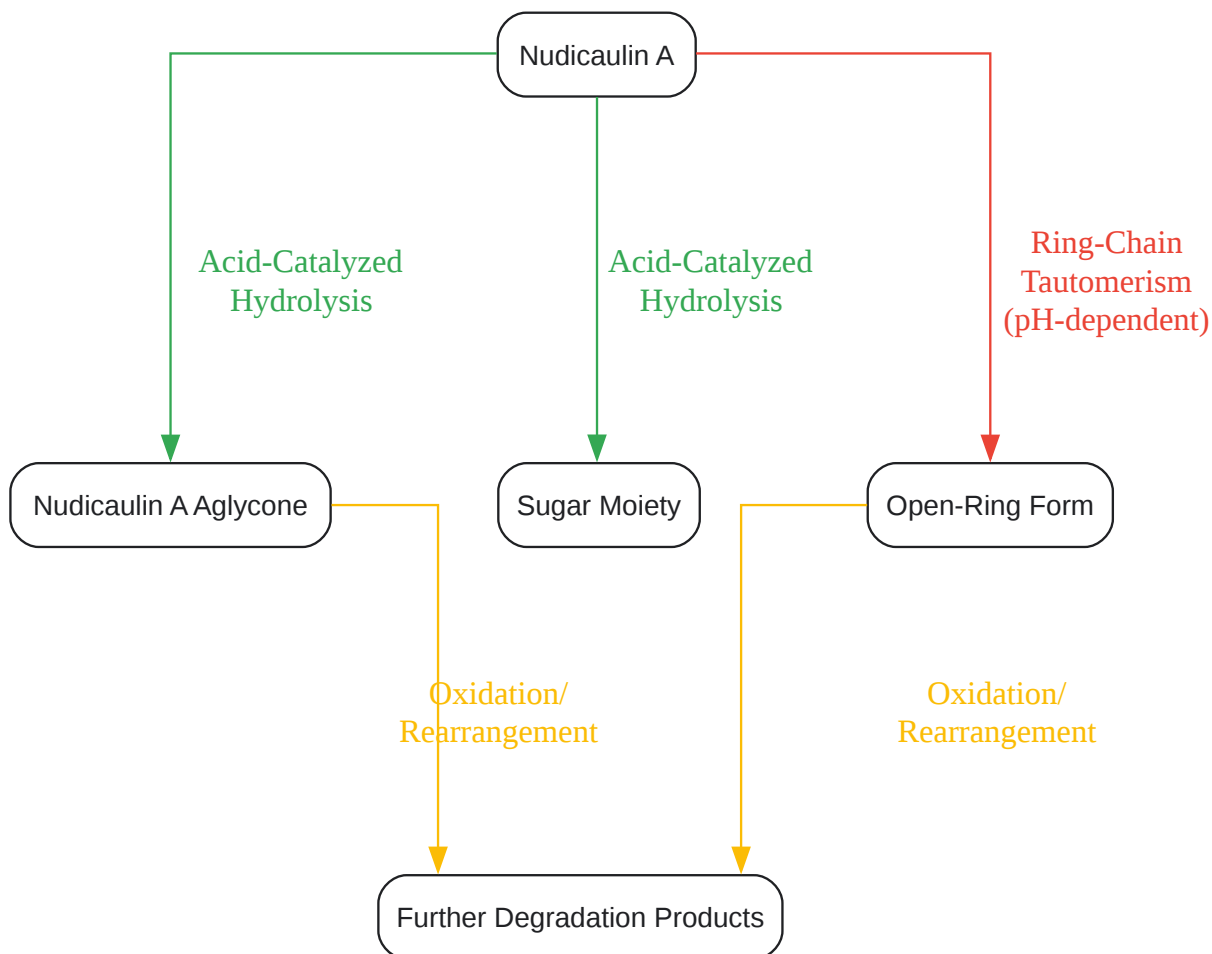 Nudicaulin A
Acid-Catalyzed
Hydrolysis
Acid-Catalyzed
Hydrolysis
Ring-Chain
Tautomerism
(pH-dependent)
Nudicaulin A Aglycone
Sugar Moiety
Open-Ring Form
Oxidation/
Rearrangement
Oxidation/
Rearrangement
Further Degradation Products